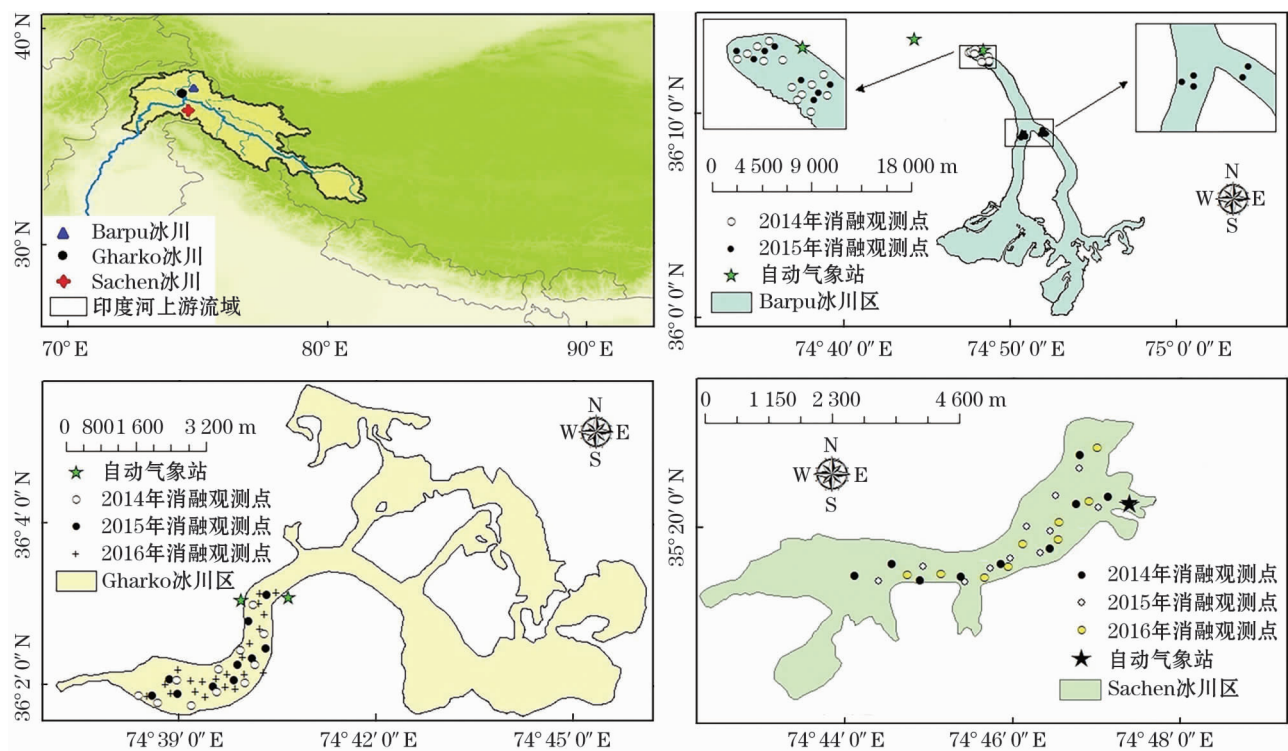 40° N
30° N
70° E
80° E
90° E
Barpu冰川
Gharko冰川
Sachen冰川
印度河上游流域
36° 10′ 0″ N
36° 0′ 0″ N
0 4 500 9 000 18 000 m
N
W E
S
2014年消融观测点
2015年消融观测点
自动气象站
Barpu冰川区
74° 40′ 0″ E
74° 50′ 0″ E
75° 0′ 0″ E
0 8001 600 3 200 m
N
W E
S
自动气象站
2014年消融观测点
2015年消融观测点
2016年消融观测点
Gharko冰川区
36° 4′ 0″ N
36° 2′ 0″ N
74° 39′ 0″ E
74° 42′ 0″ E
74° 45′ 0″ E
0 1 150 2 300 4 600 m
N
W E
S
35° 20′ 0″ N
2014年消融观测点
2015年消融观测点
2016年消融观测点
自动气象站
Sachen冰川区
74° 44′ 0″ E
74° 46′ 0″ E
74° 48′ 0″ E